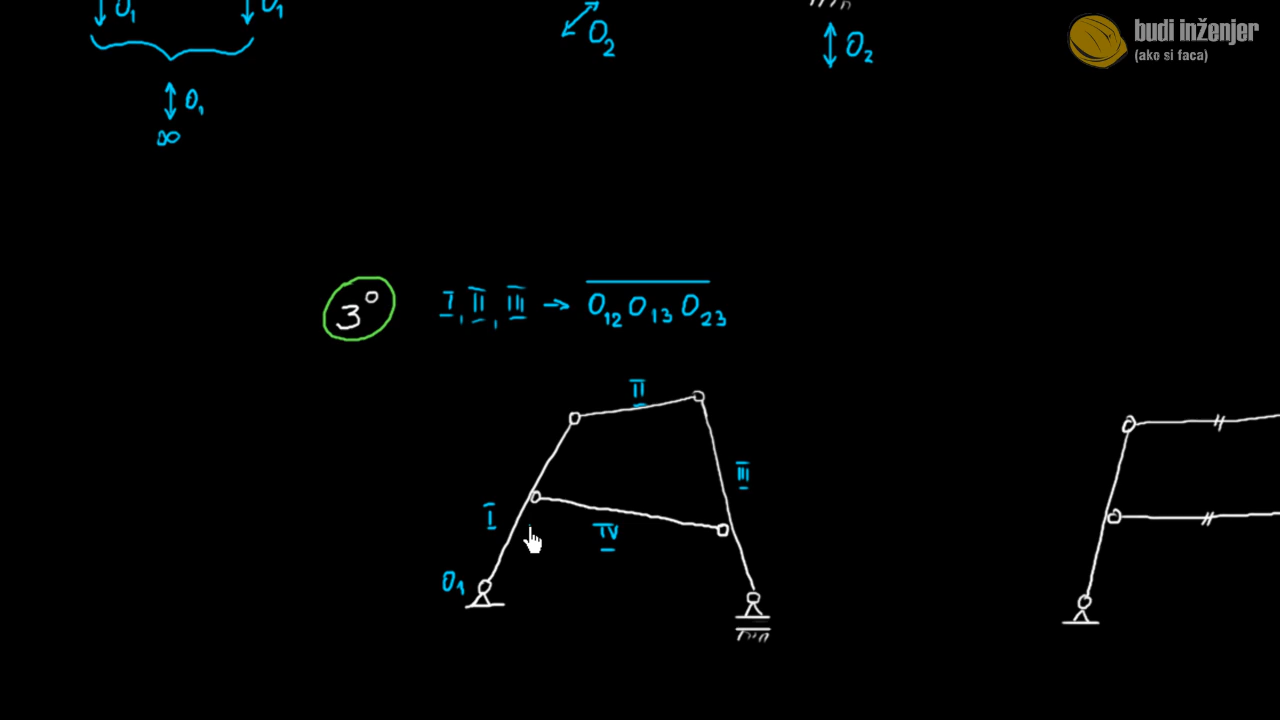 O₁ O₁
O₂ O₂
budi inženjer
(ako si faca)
O₁
∞
3° I, II, III → O₁₂ O₁₃ O₂₃
II
III
I
IV
O₁